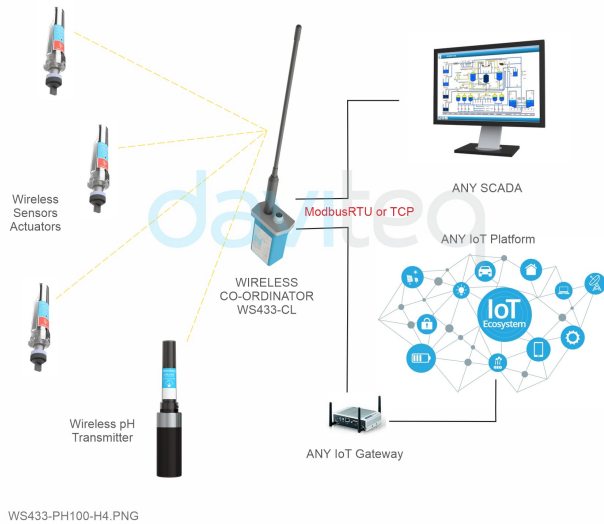 ANY SCADA
daviteq
ModbusRTU or TCP
Wireless
Sensors
Actuators
ANY IoT Platform
WIRELESS
CO-ORDINATOR
WS433-CL
IoT
Ecosystem
Wireless pH
Transmitter
ANY IoT Gateway
WS433-PH100-H4.PNG